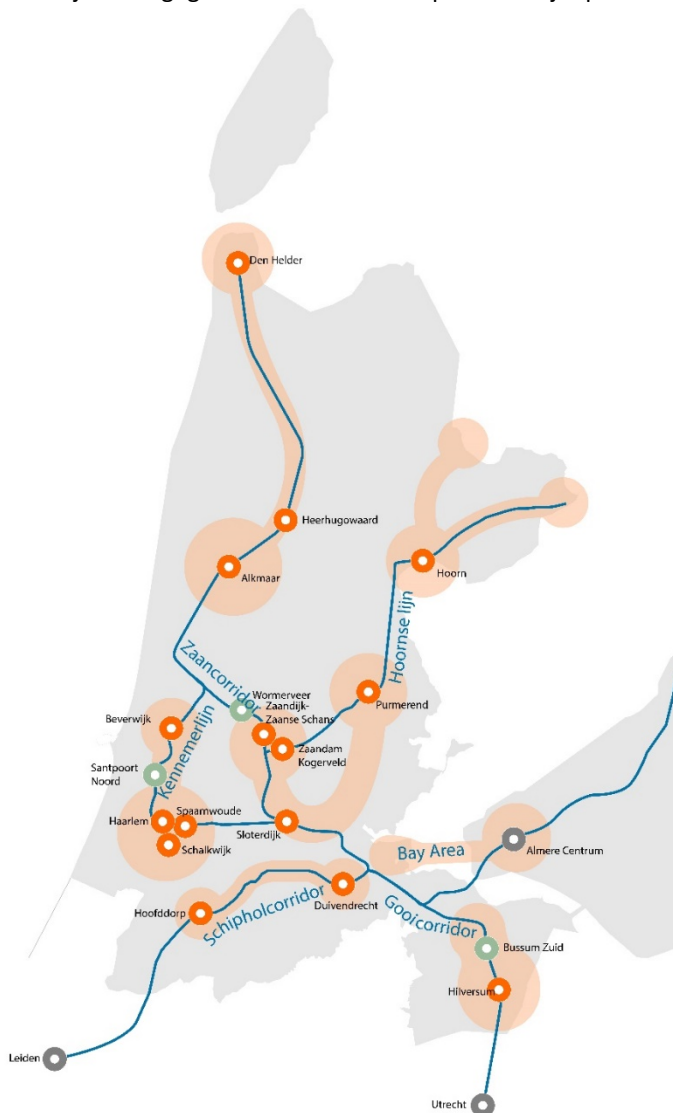 Den Helder
Heerhugowaard
Alkmaar
Hoorn
Hoornse lijn
Zaancorridor
Wormerveer
Zaandijk-
Zaanse Schans
Purmerend
Beverwijk
Zaandam
Kogerveld
Kennemerlijn
Santpoort
Noord
Spaarnwoude
Haarlem
Sloterdijk
Schalkwijk
Bay Area
Almere Centrum
Duivendrecht
Hoofddorp
Schipholcorridor
Gooicorridor
Bussum Zuid
Hilversum
Leiden
Utrecht